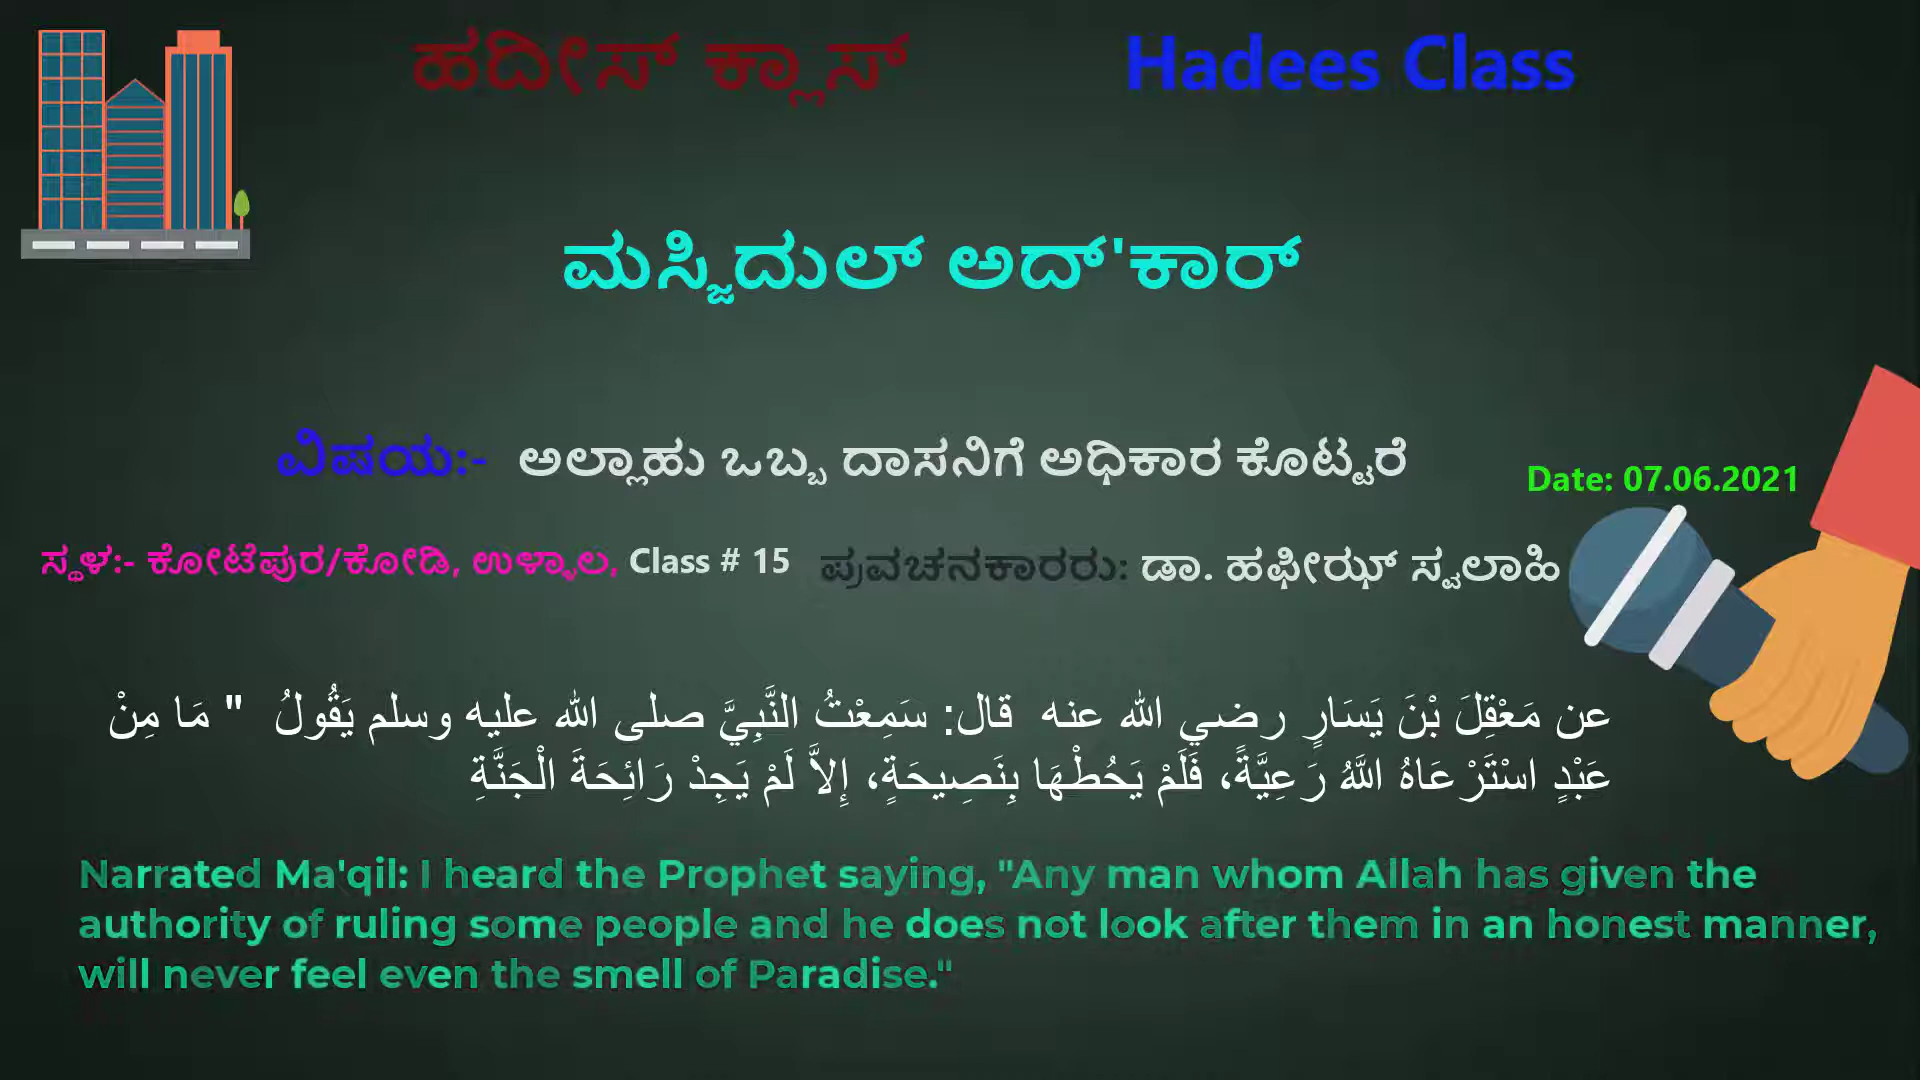 ಹದೀಸ್ ಕ್ಲಾಸ್ Hadees Class
ಮಸ್ಜಿದುಲ್ ಅದ್'ಕಾರ್
ವಿಷಯ:- ಅಲ್ಲಾಹು ಒಬ್ಬ ದಾಸನಿಗೆ ಅಧಿಕಾರ ಕೊಟ್ಟರೆ
Date: 07.06.2021
ಸ್ಥಳ:- ಕೋಟೆಪುರ/ಕೋಡಿ, ಉಳ್ಳಾಲ, Class # 15 ಪ್ರವಚನಕಾರರು: ಡಾ. ಹಫೀಝ್ ಸ್ವಲಾಹಿ
عن مَعْقِلَ بْنَ يَسَارٍ رضي الله عنه قال: سَمِعْتُ النَّبِيَّ صلى الله عليه وسلم يَقُولُ " مَا مِنْ
عَبْدٍ اسْتَرْعَاهُ اللَّهُ رَعِيَّةً، فَلَمْ يَحُطْهَا بِنَصِيحَةٍ، إِلاَّ لَمْ يَجِدْ رَائِحَةَ الْجَنَّةِ
Narrated Ma'qil: I heard the Prophet saying, "Any man whom Allah has given the
authority of ruling some people and he does not look after them in an honest manner,
will never feel even the smell of Paradise."